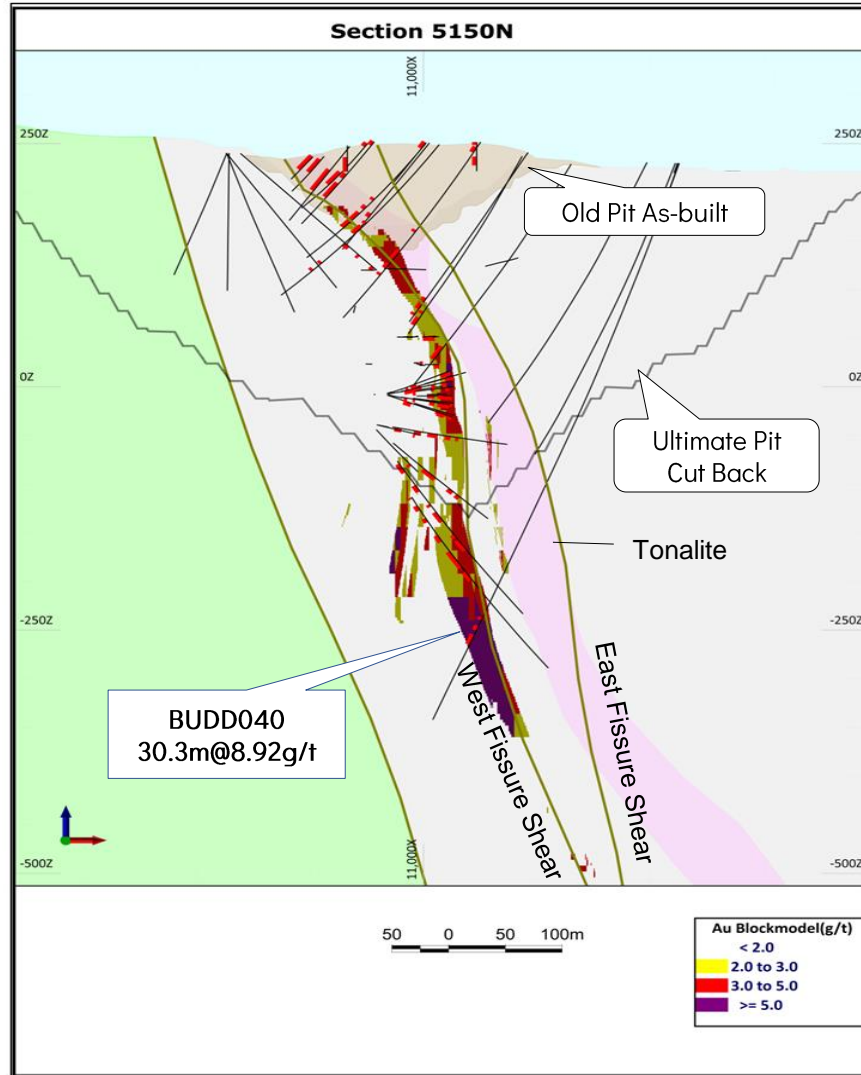 Section 5150N
11,000X
250Z
250Z
Old Pit As-built
0Z
0Z
Ultimate Pit
Cut Back
Tonalite
-250Z
-250Z
BUDD040
30.3m@8.92g/t
West Fissure Shear
East Fissure Shear
11,000X
-500Z
-500Z
50 0 50 100m
Au Blockmodel(g/t)
< 2.0
2.0 to 3.0
3.0 to 5.0
>= 5.0